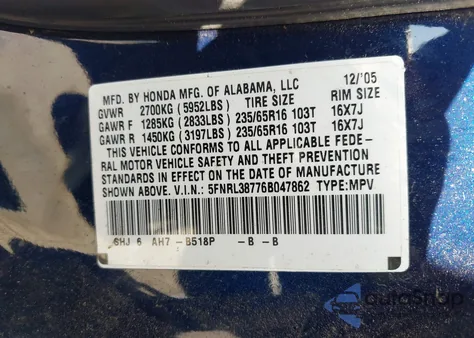 MFD. BY HONDA MFG. OF ALABAMA, LLC 12/'05
GVWR 2700KG (5952LBS) TIRE SIZE RIM SIZE
GAWR F 1285KG (2833LBS) 235/65R16 103T 16X7J
GAWR R 1450KG (3197LBS) 235/65R16 103T 16X7J
THIS VEHICLE CONFORMS TO ALL APPLICABLE FEDE-
RAL MOTOR VEHICLE SAFETY AND THEFT PREVENTION
STANDARDS IN EFFECT ON THE DATE OF MANUFACTURE
SHOWN ABOVE. V.I.N.: 5FNRL38776B047862 TYPE:MPV
SHJ 6 AH7 -B518P -B -B
autoSnap